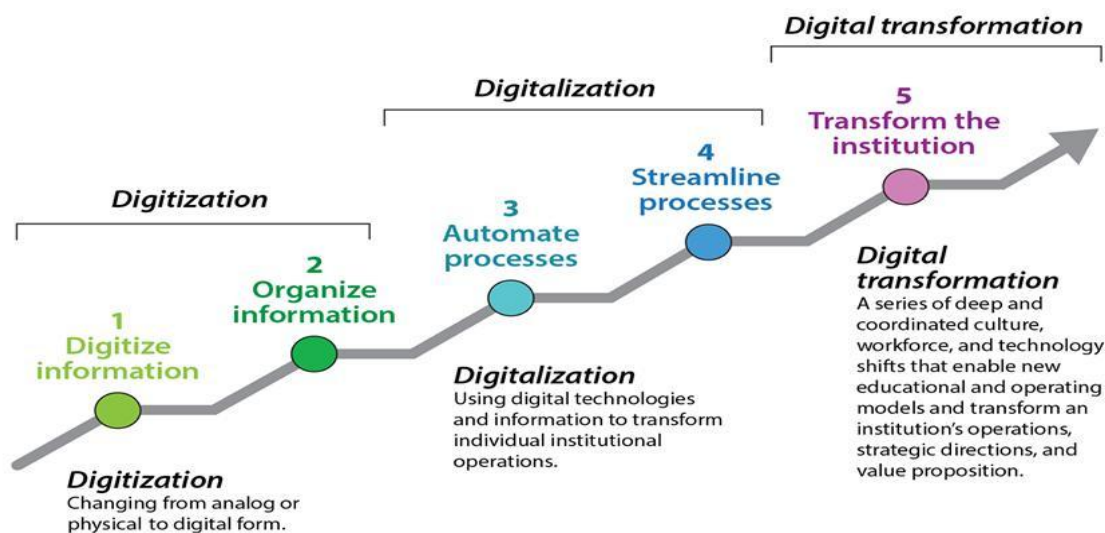 Digital transformation
Digitalization
5
Transform the
institution
4
Streamline
processes
Digitization
3
Automate
processes
2
Organize
information
1
Digitize
information
Digitization
Changing from analog or
physical to digital form.
Digitalization
Using digital technologies
and information to transform
individual institutional
operations.
Digital
transformation
A series of deep and
coordinated culture,
workforce, and technology
shifts that enable new
educational and operating
models and transform an
institution's operations,
strategic directions, and
value proposition.